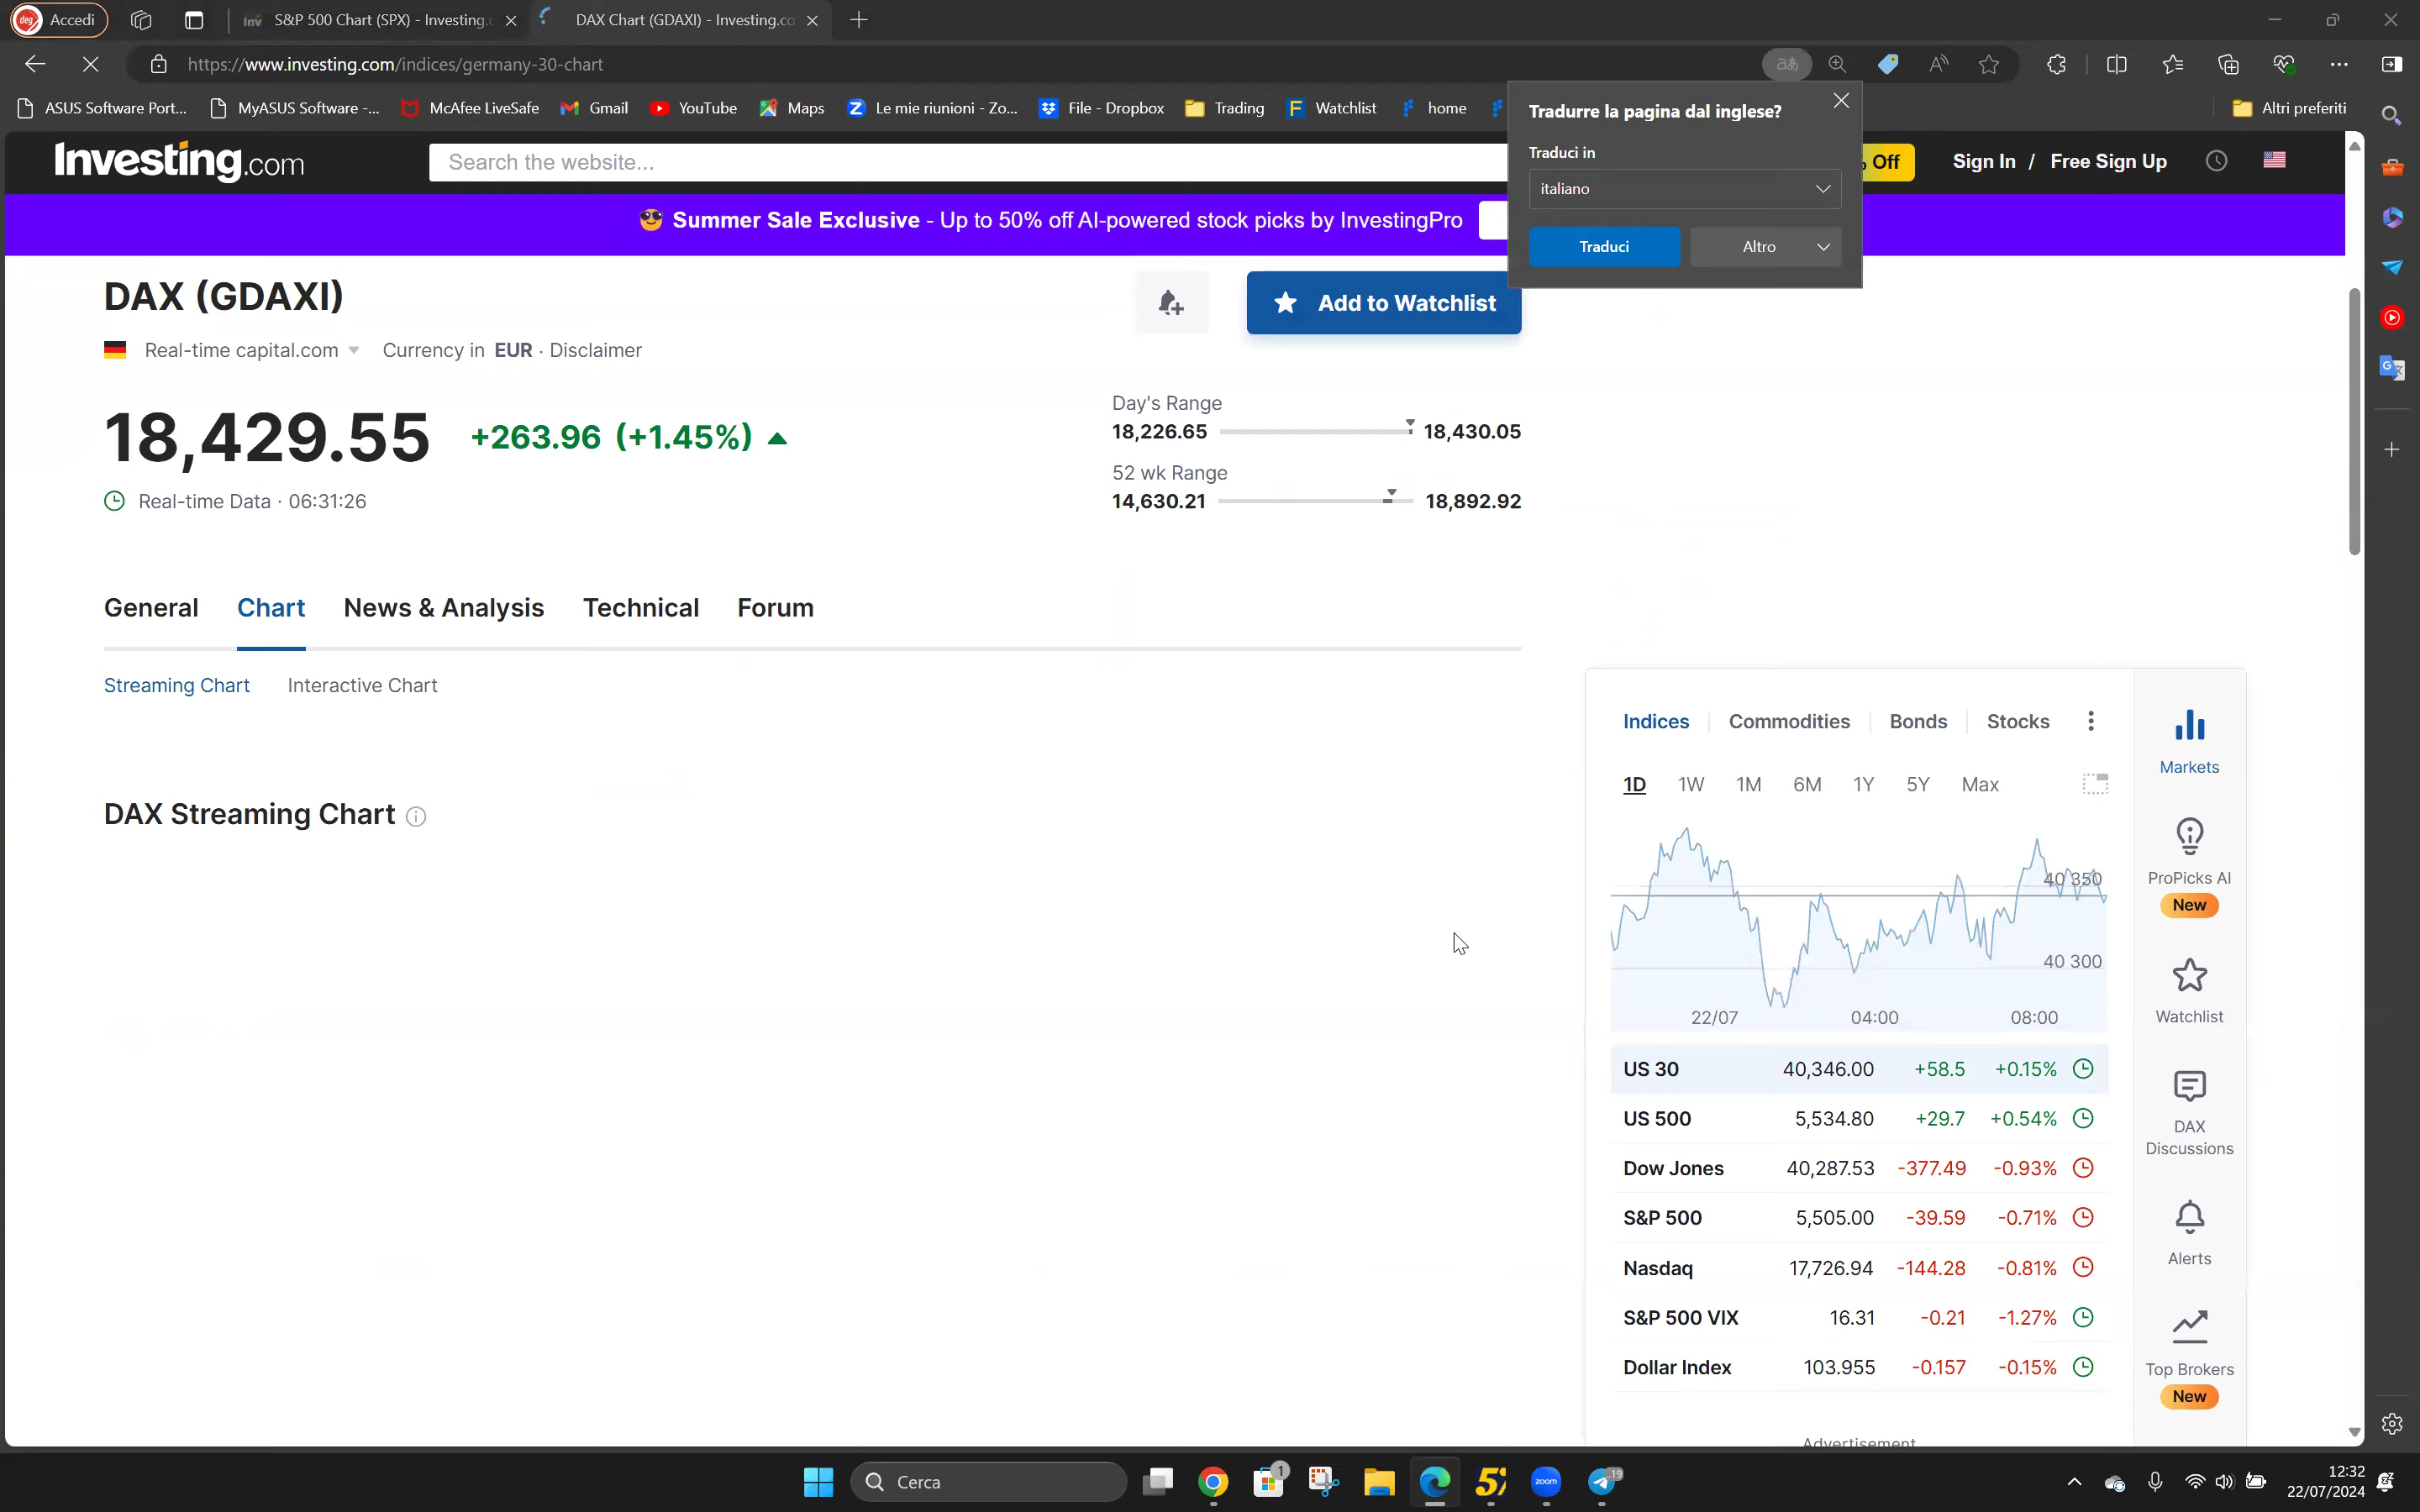 Accedi
S&P 500 Chart (SPX) - Investing.
DAX Chart (GDAXI) - Investing.co
https://www.investing.com/indices/germany-30-chart
ASUS Software Port...
MyASUS Software -...
McAfee LiveSafe
Gmail
YouTube
Maps
Le mie riunioni - Zo...
File - Dropbox
Trading
Watchlist
home
Altri preferiti
Tradurre la pagina dal inglese?
Traduci in
italiano
Traduci
Altro
Investing.com
Search the website...
Off
Sign In / Free Sign Up
Summer Sale Exclusive - Up to 50% off AI-powered stock picks by InvestingPro
DAX (GDAXI)
Add to Watchlist
Real-time capital.com
Currency in EUR · Disclaimer
18,429.55 +263.96 (+1.45%)
Real-time Data · 06:31:26
Day's Range
18,226.65 18,430.05
52 wk Range
14,630.21 18,892.92
General Chart News & Analysis Technical Forum
Streaming Chart Interactive Chart
DAX Streaming Chart
Indices Commodities Bonds Stocks
1D 1W 1M 6M 1Y 5Y Max
40 350
40 300
22/07 04:00 08:00
US 30 40,346.00 +58.5 +0.15%
US 500 5,534.80 +29.7 +0.54%
Dow Jones 40,287.53 -377.49 -0.93%
S&P 500 5,505.00 -39.59 -0.71%
Nasdaq 17,726.94 -144.28 -0.81%
S&P 500 VIX 16.31 -0.21 -1.27%
Dollar Index 103.955 -0.157 -0.15%
Advertisement
Markets
ProPicks AI
New
Watchlist
DAX
Discussions
Alerts
Top Brokers
New
Cerca
1
zoom
19
12:32
22/07/2024